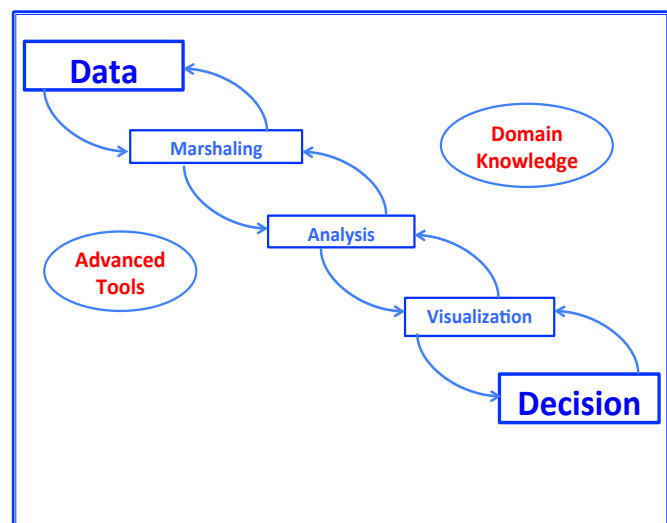 Data
Marshaling
Domain
Knowledge
Analysis
Advanced
Tools
Visualization
Decision